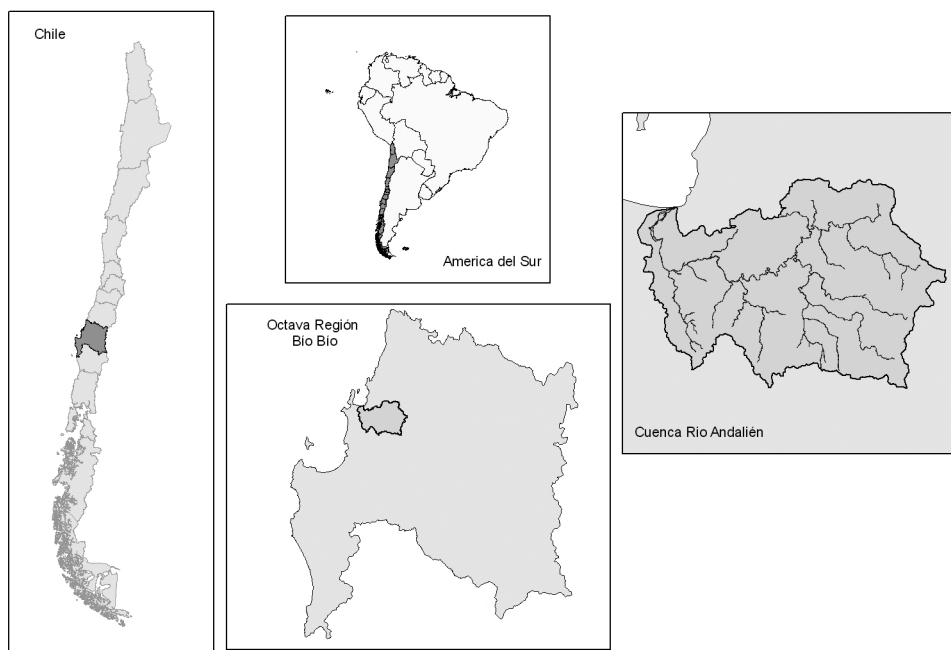 Chile
America del Sur
Octava Región
Bio Bio
Cuenca Rio Andalién